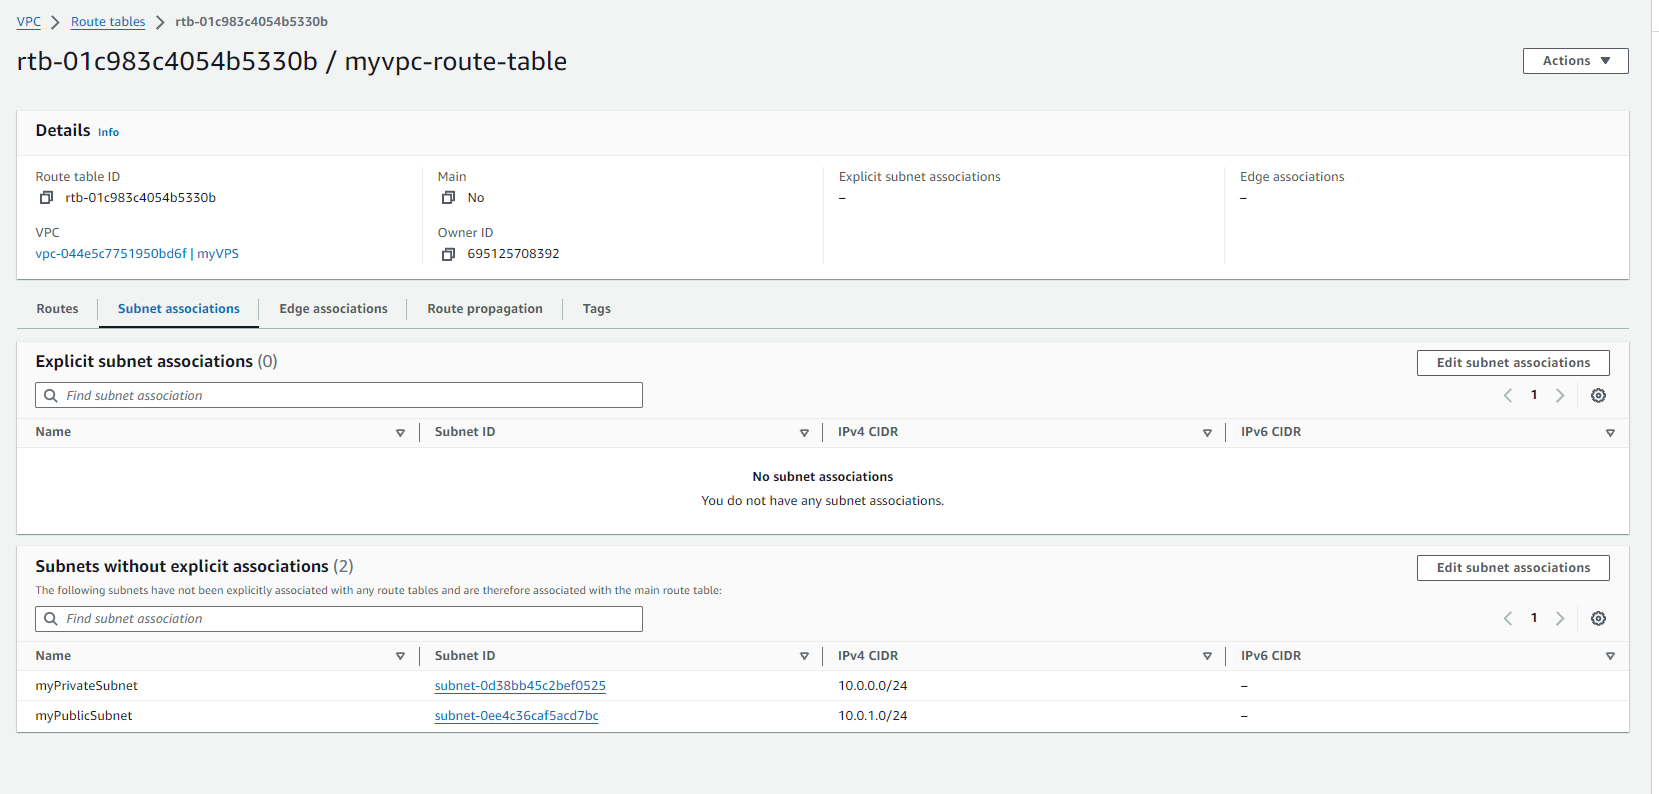 VPC > Route tables > rtb-01c983c4054b5330b
rtb-01c983c4054b5330b / myvpc-route-table
Actions
Details Info
Route table ID
rtb-01c983c4054b5330b
Main
No
Explicit subnet associations
–
Edge associations
–
VPC
vpc-044e5c7751950bd6f | myVPS
Owner ID
695125708392
Routes
Subnet associations
Edge associations
Route propagation
Tags
Explicit subnet associations (0)
Edit subnet associations
Find subnet association
1
Name Subnet ID IPv4 CIDR IPv6 CIDR
No subnet associations
You do not have any subnet associations.
Subnets without explicit associations (2)
Edit subnet associations
The following subnets have not been explicitly associated with any route tables and are therefore associated with the main route table:
Find subnet association
1
Name Subnet ID IPv4 CIDR IPv6 CIDR
myPrivateSubnet subnet-0d38bb45c2bef0525 10.0.0.0/24 –
myPublicSubnet subnet-0ee4c36caf5acd7bc 10.0.1.0/24 –